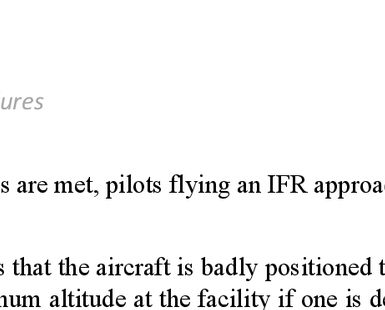 ures
s are met, pilots flying an IFR approa
s that the aircraft is badly positioned t
num altitude at the facility if one is de